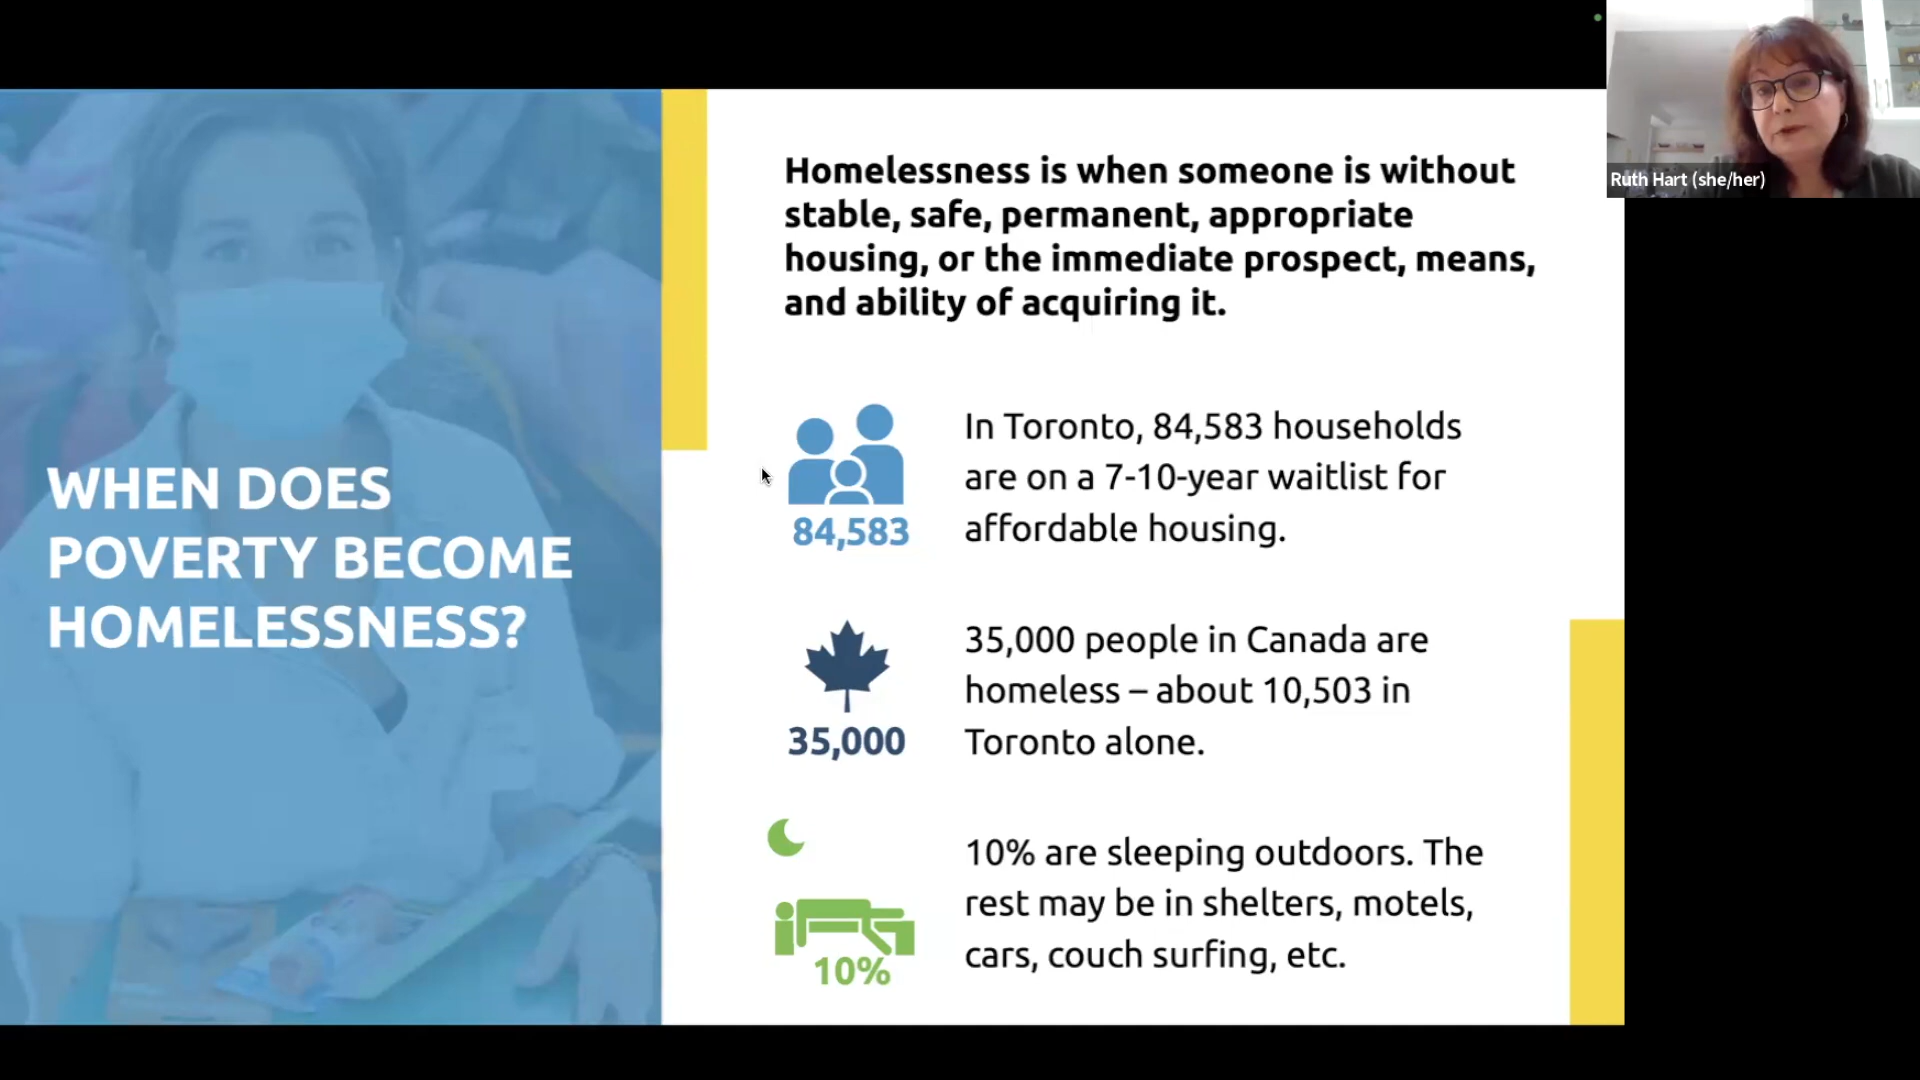 Ruth Hart (she/her)
WHEN DOES
POVERTY BECOME
HOMELESSNESS?
Homelessness is when someone is without
stable, safe, permanent, appropriate
housing, or the immediate prospect, means,
and ability of acquiring it.
84,583
In Toronto, 84,583 households
are on a 7-10-year waitlist for
affordable housing.
35,000
35,000 people in Canada are
homeless – about 10,503 in
Toronto alone.
10%
10% are sleeping outdoors. The
rest may be in shelters, motels,
cars, couch surfing, etc.